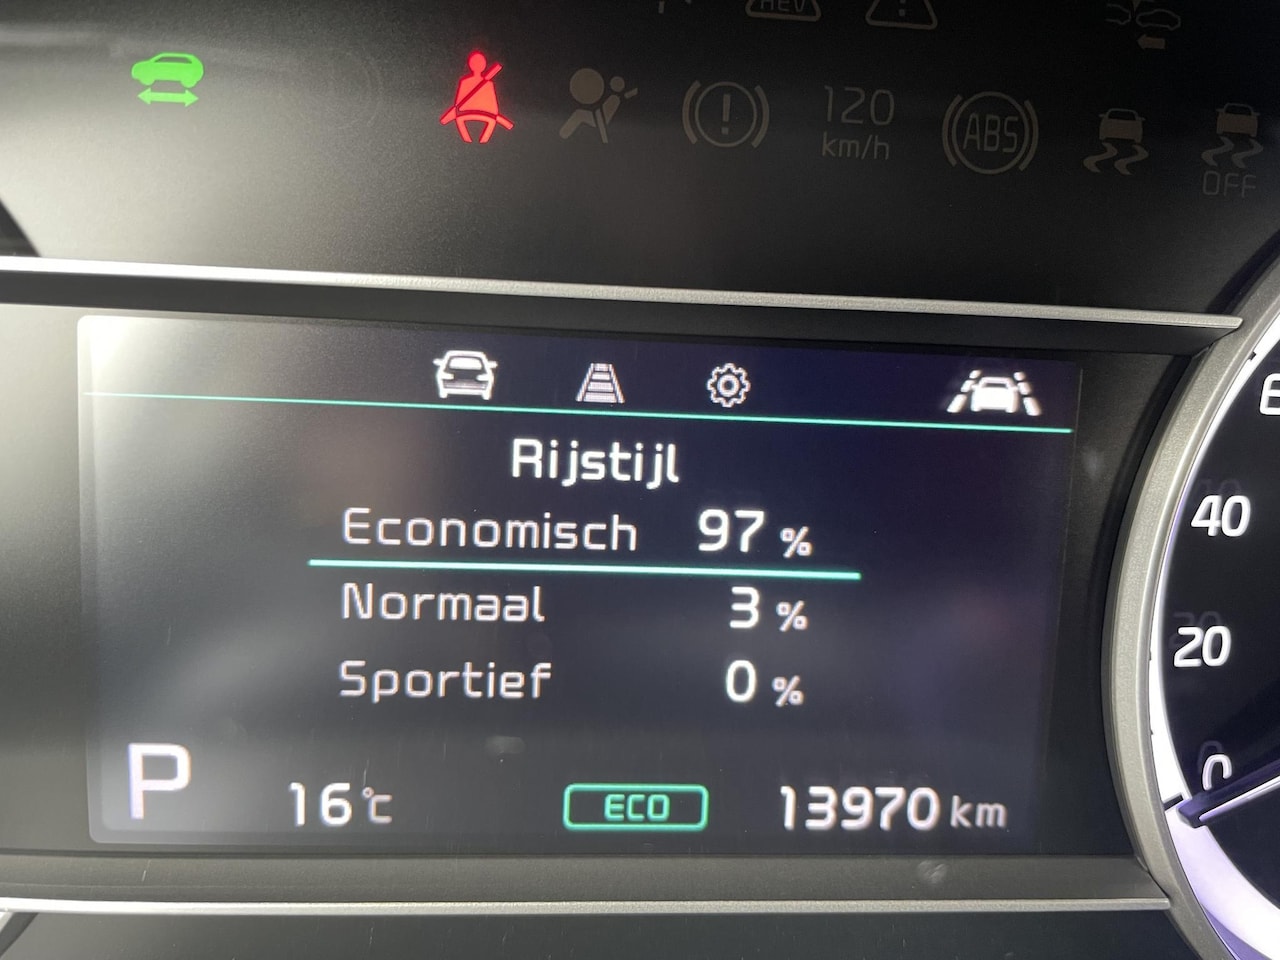 HEV
120
km/h
ABS
OFF
Rijstijl
Economisch 97 %
Normaal 3 %
Sportief 0 %
40
20
0
P 16 °C ECO 13970 km